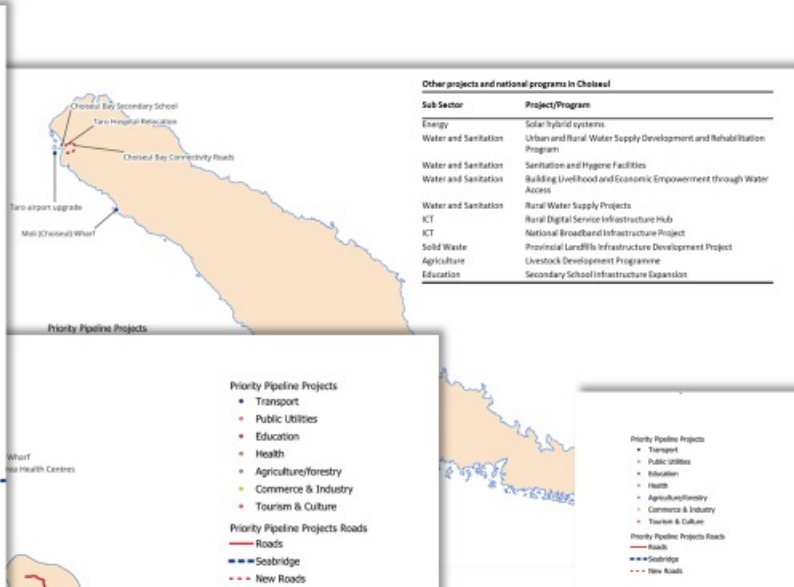 Choiseul Bay Secondary School
Taro Hospital Relocation
Choiseul Bay Connectivity Roads
Taro airport upgrade
Moli (Choiseul) Wharf
Priority Pipeline Projects
Other projects and national programs in Choiseul
Sub Sector Project/Program
Energy Solar hybrid systems
Water and Sanitation Urban and Rural Water Supply Development and Rehabilitation
Program
Water and Sanitation Sanitation and Hygene Facilities
Water and Sanitation Building Livelihood and Economic Empowerment through Water
Access
Water and Sanitation Rural Water Supply Projects
ICT Rural Digital Service Infrastructure Hub
ICT National Broadband Infrastructure Project
Solid Waste Provincial Landfills Infrastructure Development Project
Agriculture Livestock Development Programme
Education Secondary School Infrastructure Expansion
Wharf
Health Centres
Priority Pipeline Projects
Transport
Public Utilities
Education
Health
Agriculture/forestry
Commerce & Industry
Tourism & Culture
Priority Pipeline Projects Roads
Roads
Seabridge
New Roads
Priority Pipeline Projects
Transport
Public Utilities
Education
Health
Agriculture/forestry
Commerce & Industry
Tourism & Culture
Priority Pipeline Projects Roads
Roads
Seabridge
New Roads